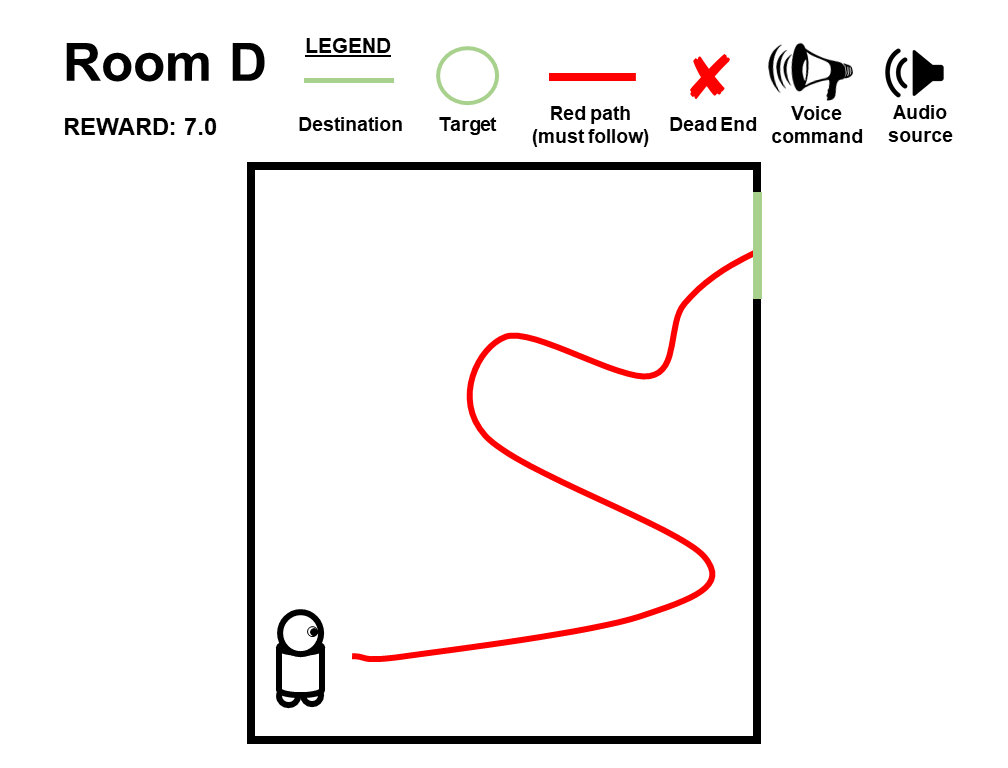 Room D
REWARD: 7.0
LEGEND
Destination
Target
Red path
(must follow)
Dead End
Voice
command
Audio
source